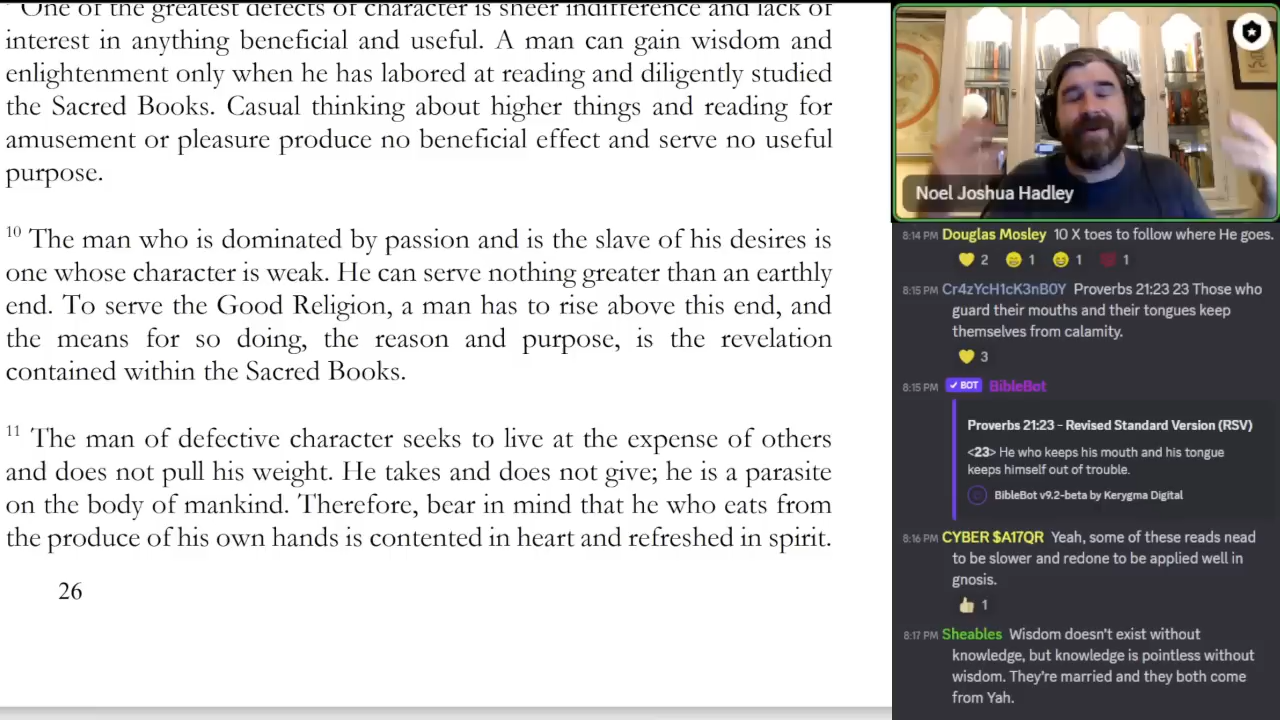 One of the greatest defects of character is sheer indifference and lack of
interest in anything beneficial and useful. A man can gain wisdom and
enlightenment only when he has labored at reading and diligently studied
the Sacred Books. Casual thinking about higher things and reading for
amusement or pleasure produce no beneficial effect and serve no useful
purpose.
10 The man who is dominated by passion and is the slave of his desires is
one whose character is weak. He can serve nothing greater than an earthly
end. To serve the Good Religion, a man has to rise above this end, and
the means for so doing, the reason and purpose, is the revelation
contained within the Sacred Books.
11 The man of defective character seeks to live at the expense of others
and does not pull his weight. He takes and does not give; he is a parasite
on the body of mankind. Therefore, bear in mind that he who eats from
the produce of his own hands is contented in heart and refreshed in spirit.
26
Noel Joshua Hadley
8:14 PM Douglas Mosley 10 X toes to follow where He goes.
2 1 1 1
8:15 PM Cr4zYcH1cK3nB0Y Proverbs 21:23 23 Those who
guard their mouths and their tongues keep
themselves from calamity.
3
8:15 PM ✔ BOT BibleBot
Proverbs 21:23 - Revised Standard Version (RSV)
<23> He who keeps his mouth and his tongue
keeps himself out of trouble.
BibleBot v9.2-beta by Kerygma Digital
8:16 PM CYBER $A17QR Yeah, some of these reads nead
to be slower and redone to be applied well in
gnosis.
1
8:17 PM Sheables Wisdom doesn't exist without
knowledge, but knowledge is pointless without
wisdom. They're married and they both come
from Yah.